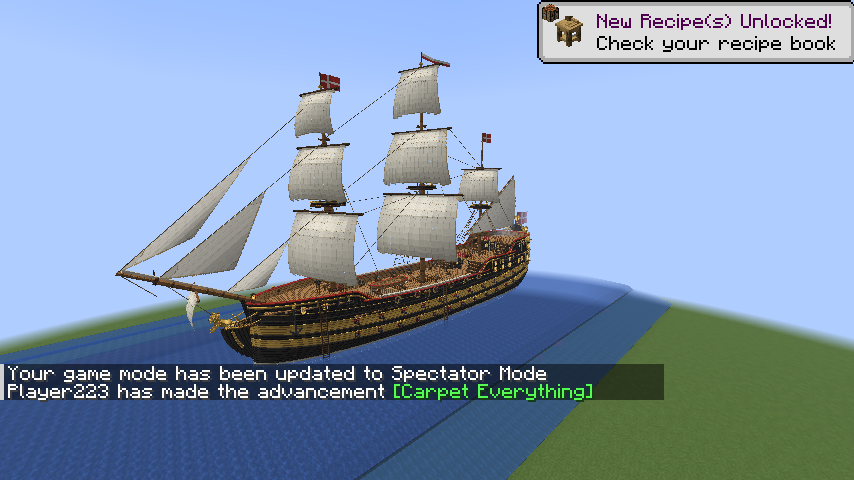 New Recipe(s) Unlocked!
Check your recipe book
Your game mode has been updated to Spectator Mode
Player223 has made the advancement [Carpet Everything]